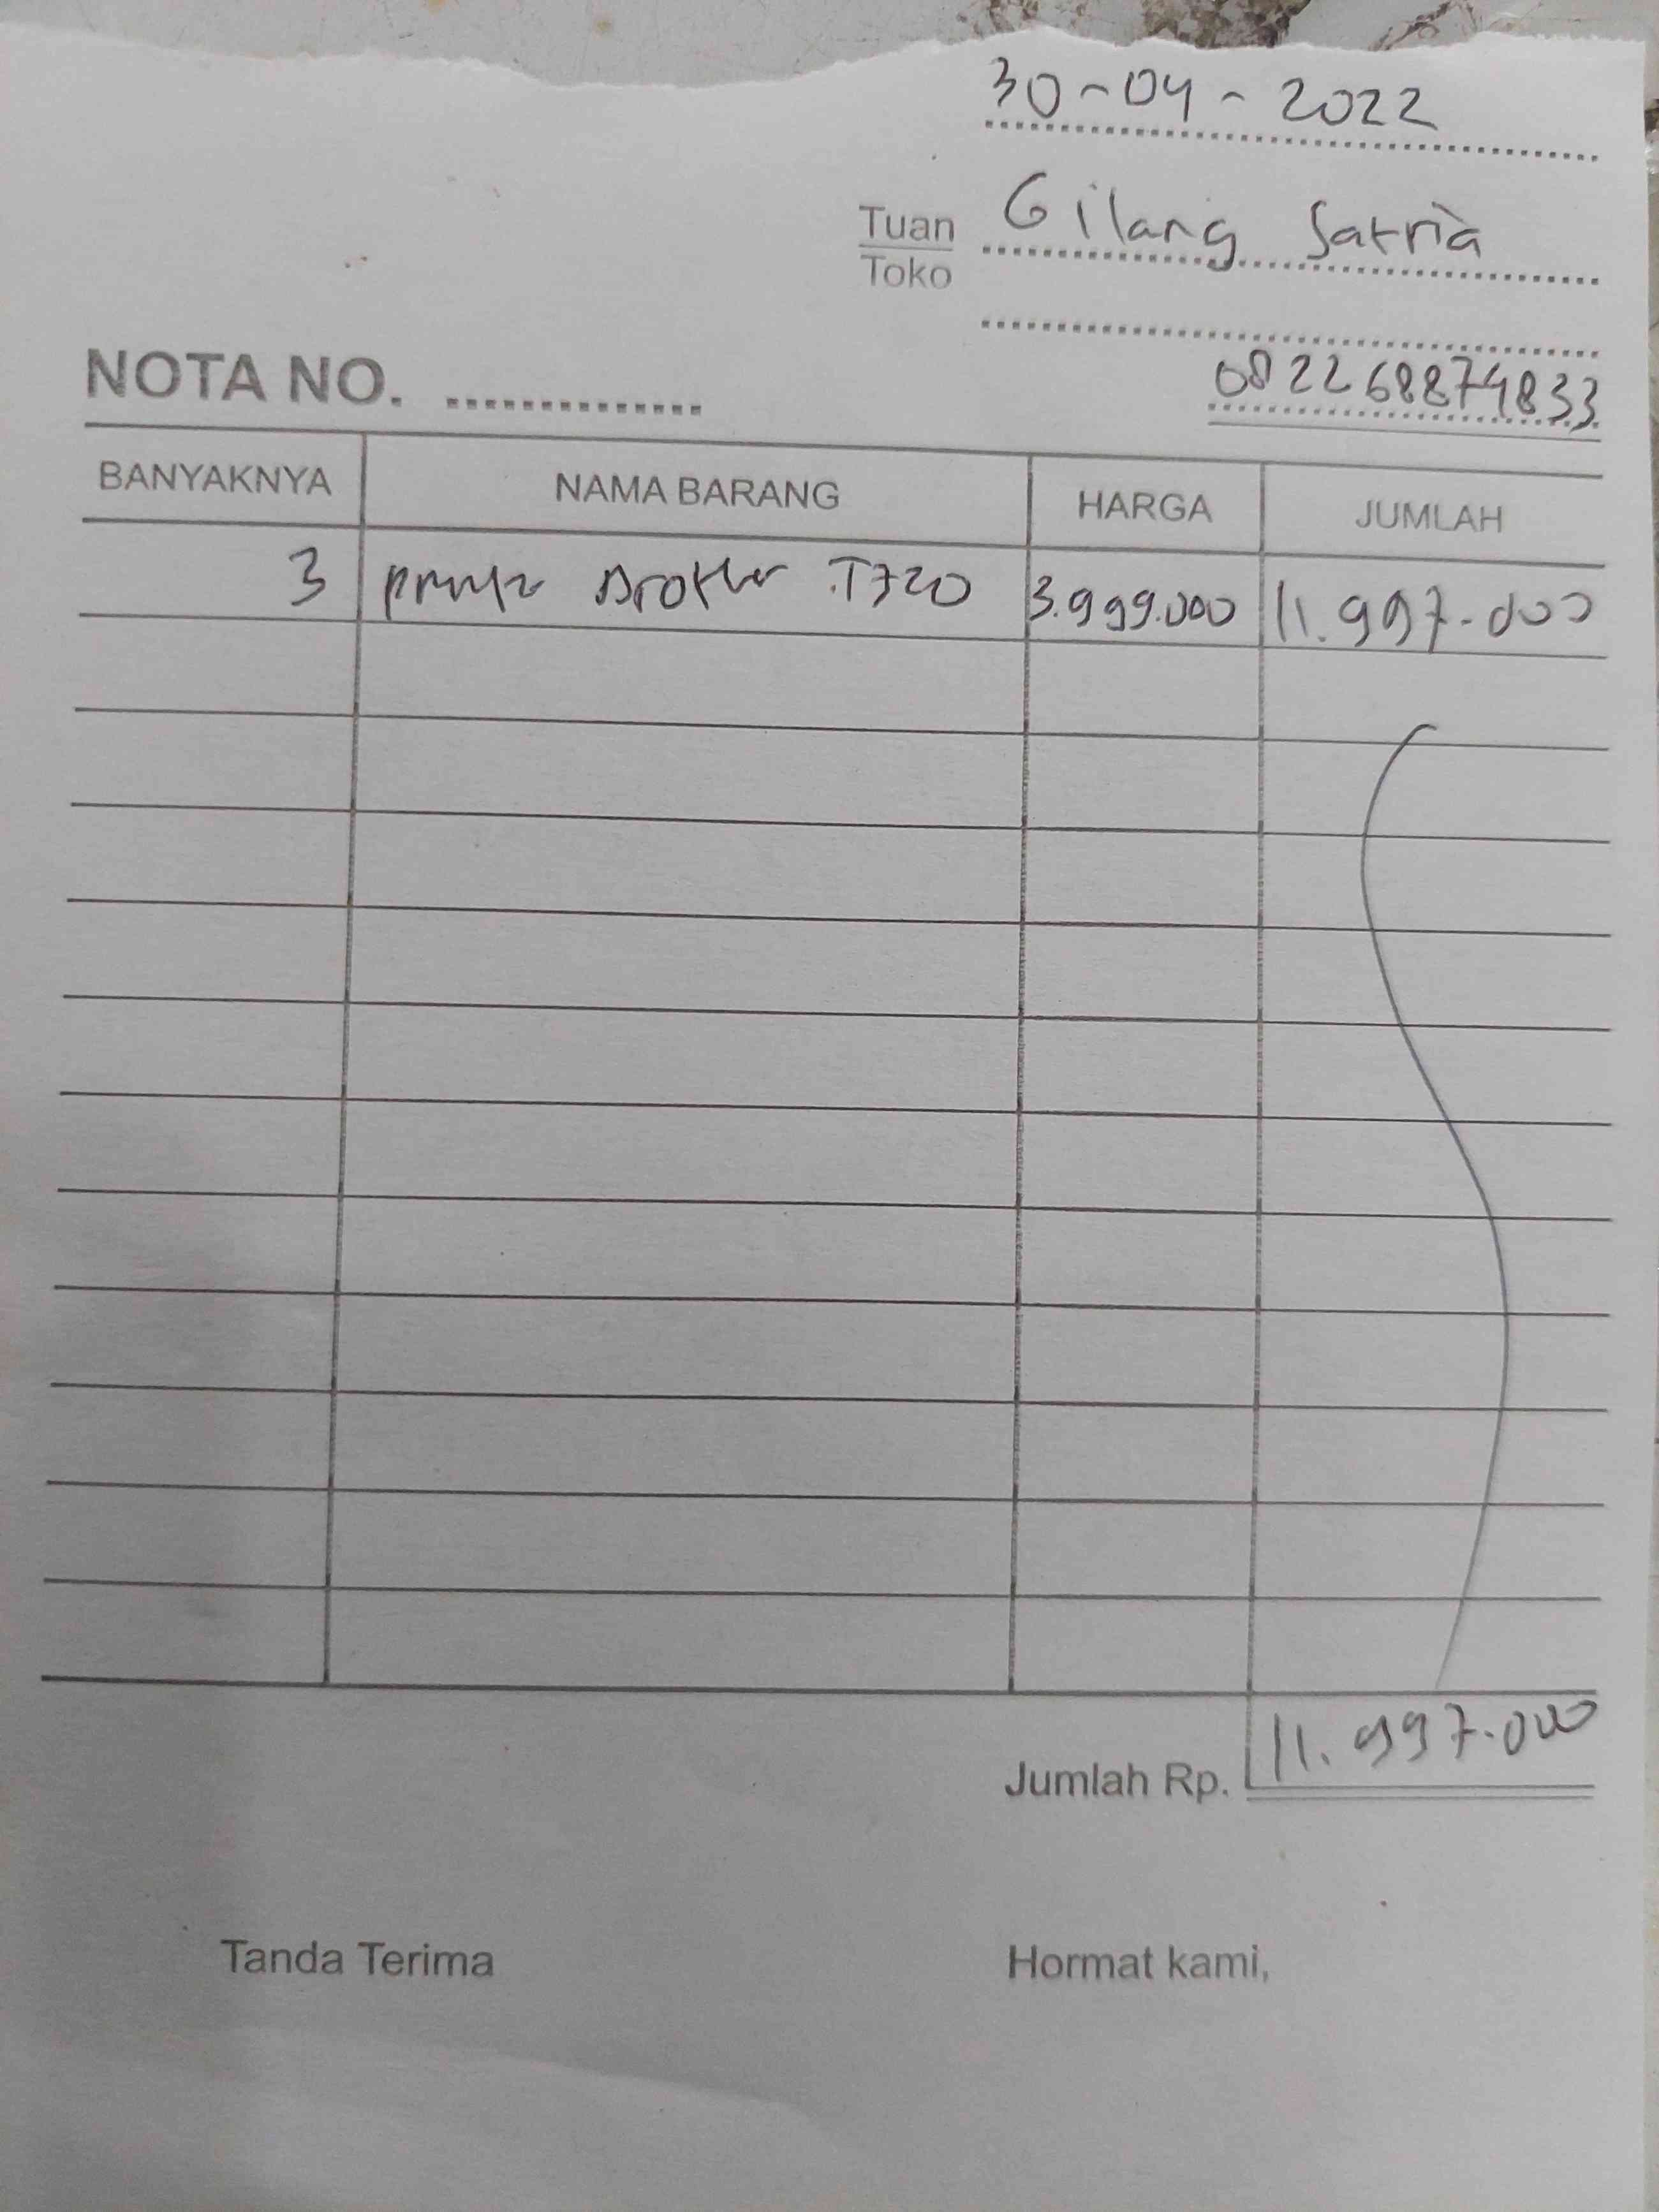 30-04-2022
Tuan Gilang Satria
Toko
NOTA NO. ..............
082268874833
BANYAKNYA NAMA BARANG HARGA JUMLAH
3 Printer Brother T720 3.999.000 11.997.000
Jumlah Rp. 11.997.000
Tanda Terima Hormat kami,